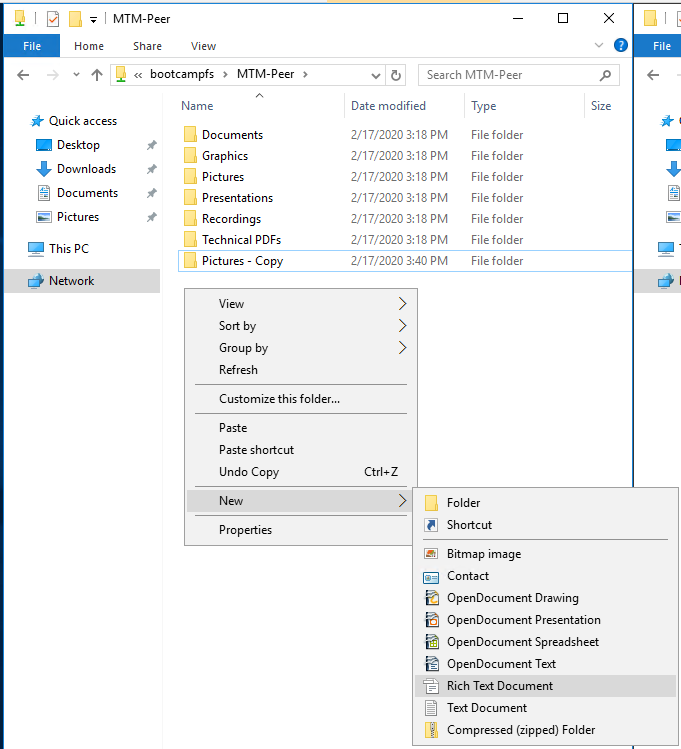 MTM-Peer
File Home Share View
« bootcampfs > MTM-Peer > Search MTM-Peer
Name Date modified Type Size
Quick access
Desktop
Downloads
Documents
Pictures
This PC
Network
Documents 2/17/2020 3:18 PM File folder
Graphics 2/17/2020 3:18 PM File folder
Pictures 2/17/2020 3:18 PM File folder
Presentations 2/17/2020 3:18 PM File folder
Recordings 2/17/2020 3:18 PM File folder
Technical PDFs 2/17/2020 3:18 PM File folder
Pictures - Copy 2/17/2020 3:40 PM File folder
View
Sort by
Group by
Refresh
Customize this folder...
Paste
Paste shortcut
Undo Copy Ctrl+Z
New
Properties
Folder
Shortcut
Bitmap image
Contact
OpenDocument Drawing
OpenDocument Presentation
OpenDocument Spreadsheet
OpenDocument Text
Rich Text Document
Text Document
Compressed (zipped) Folder
File